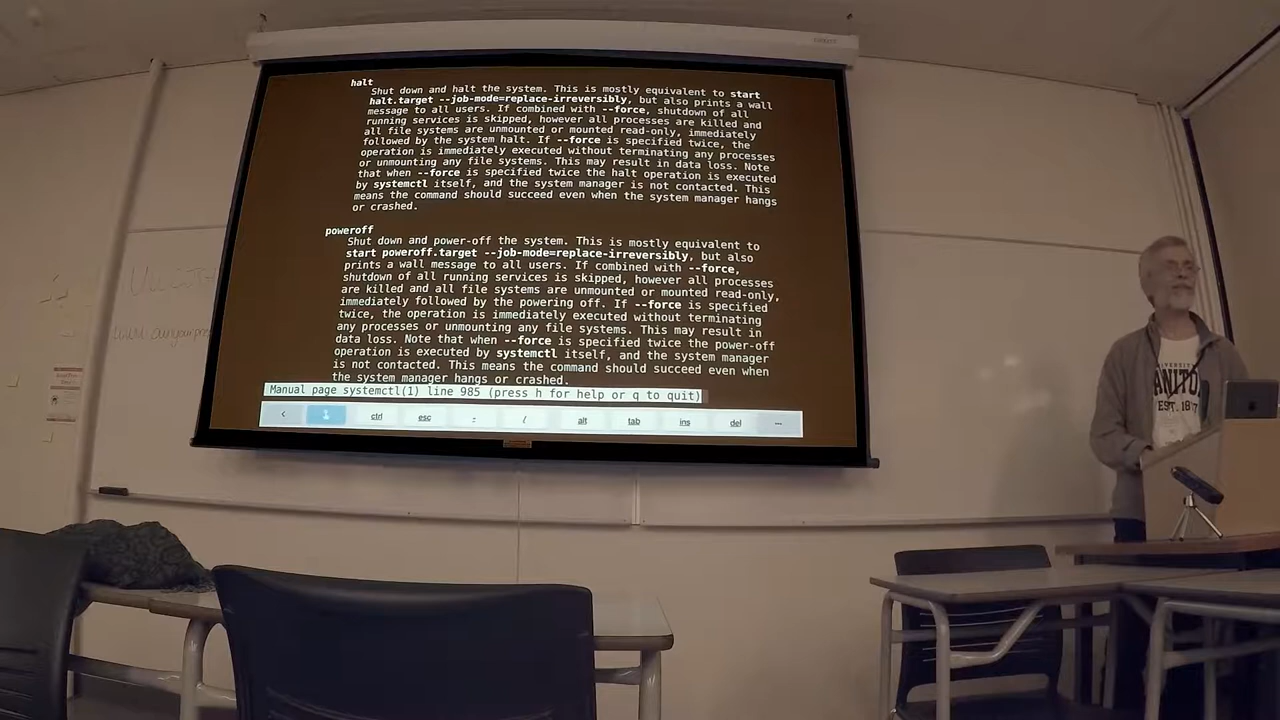 halt
Shut down and halt the system. This is mostly equivalent to start
halt.target --job-mode=replace-irreversibly, but also prints a wall
message to all users. If combined with --force, shutdown of all
running services is skipped, however all processes are killed and
all file systems are unmounted or mounted read-only, immediately
followed by the system halt. If --force is specified twice, the
operation is immediately executed without terminating any processes
or unmounting any file systems. This may result in data loss. Note
that when --force is specified twice the halt operation is executed
by systemctl itself, and the system manager is not contacted. This
means the command should succeed even when the system manager hangs
or crashed.
poweroff
Shut down and power-off the system. This is mostly equivalent to
start poweroff.target --job-mode=replace-irreversibly, but also
prints a wall message to all users. If combined with --force,
shutdown of all running services is skipped, however all processes
are killed and all file systems are unmounted or mounted read-only,
immediately followed by the powering off. If --force is specified
twice, the operation is immediately executed without terminating
any processes or unmounting any file systems. This may result in
data loss. Note that when --force is specified twice the power-off
operation is executed by systemctl itself, and the system manager
is not contacted. This means the command should succeed even when
the system manager hangs or crashed.
Manual page systemctl(1) line 985 (press h for help or q to quit)
ctrl esc - / alt tab ins del —
ANITO
EST. 18